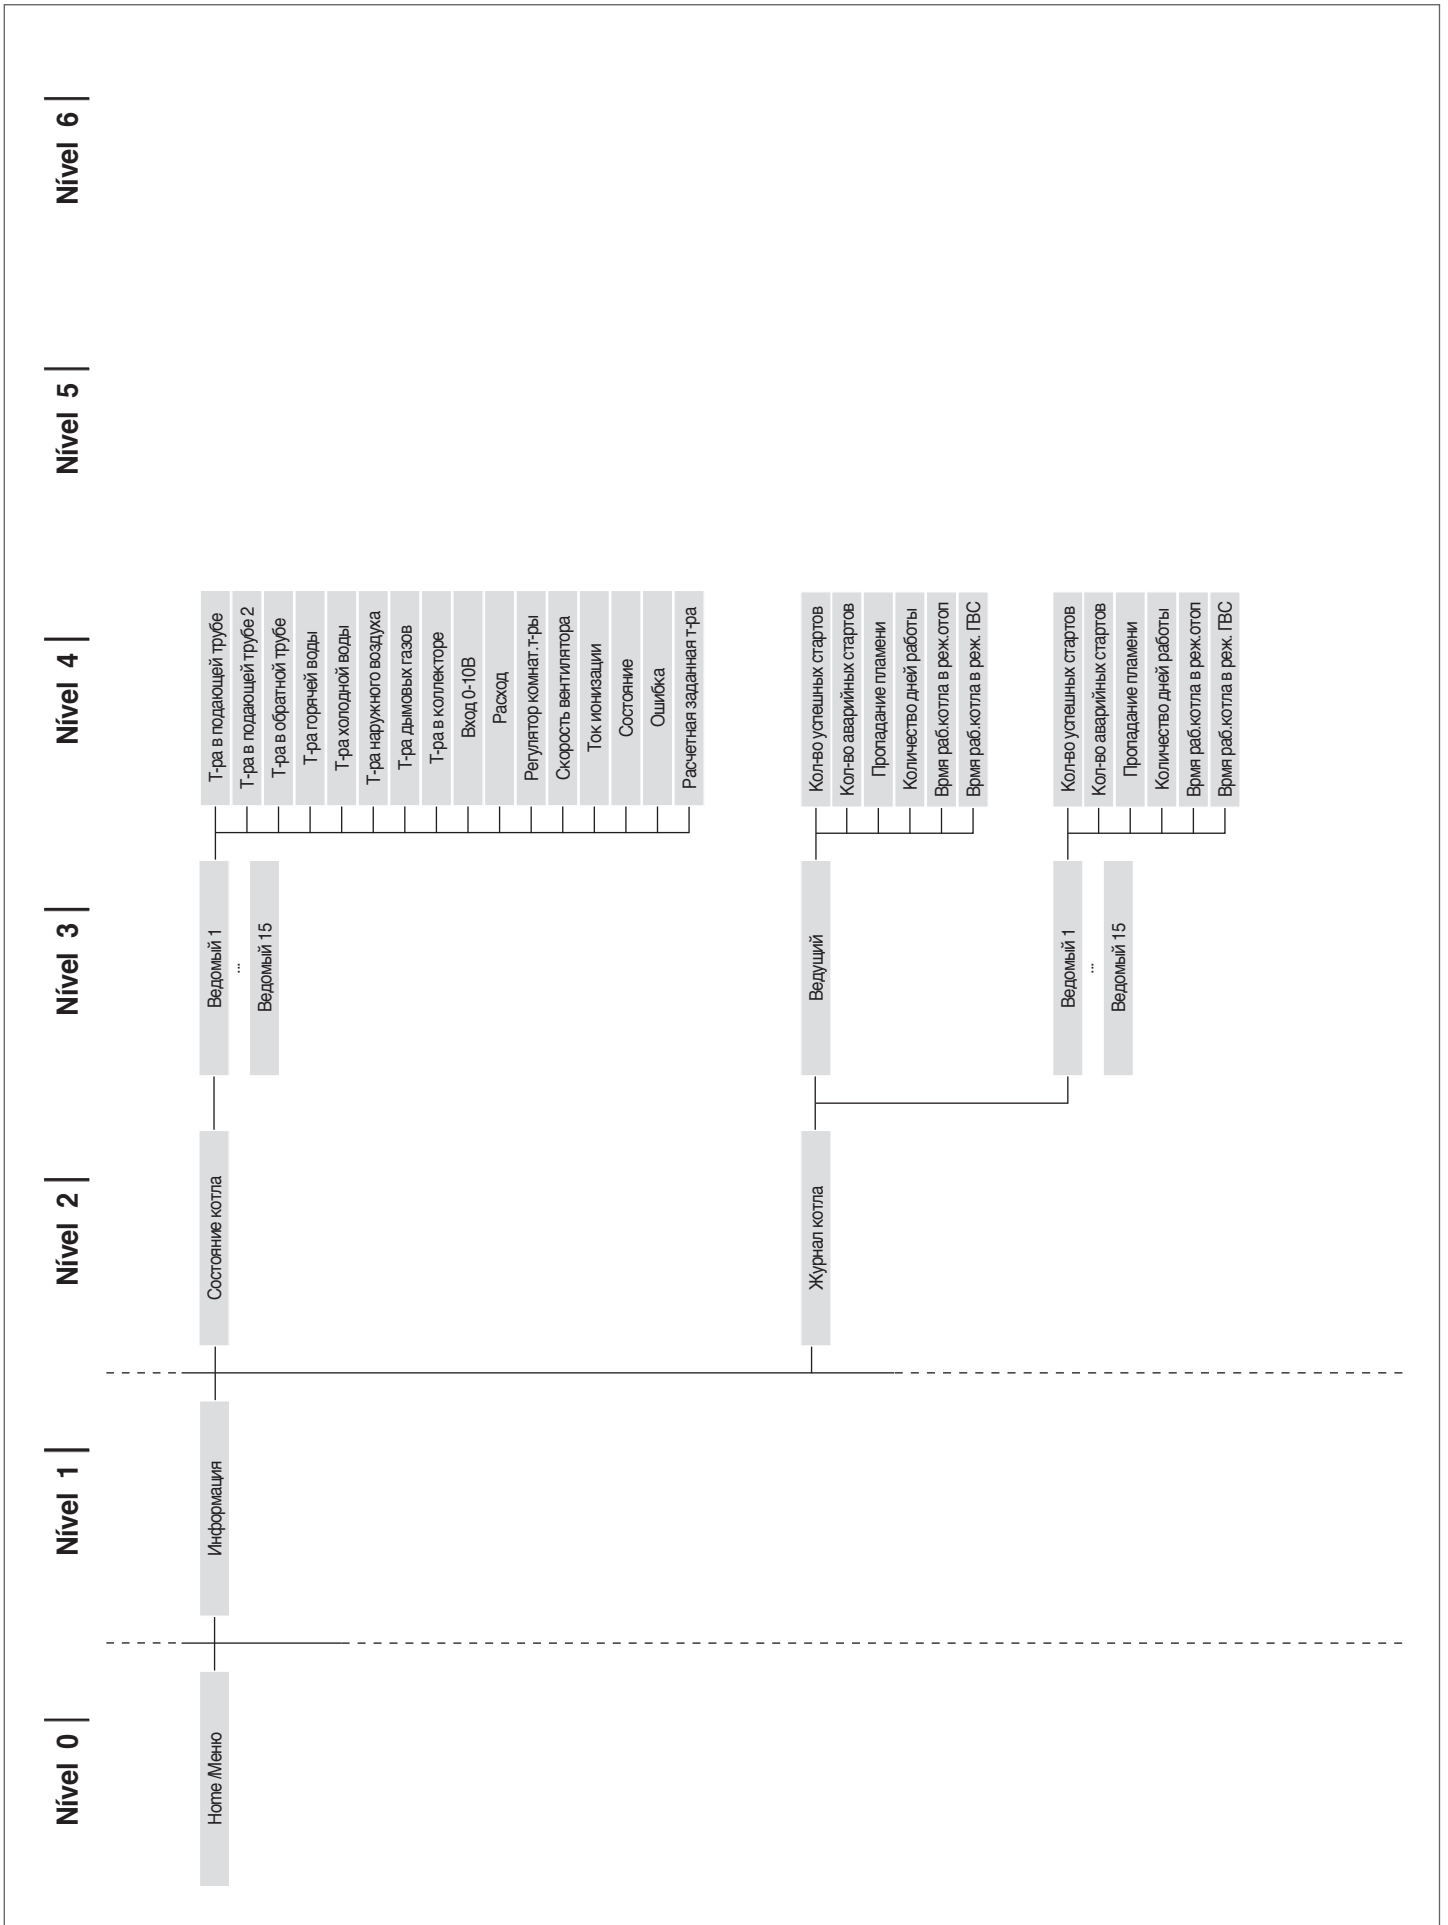 Nível 0
Nível 1
Nível 2
Nível 3
Nível 4
Nível 5
Nível 6
Home /Меню
Информация
Состояние котла
Ведомый 1
...
Ведомый 15
Т-ра в подающей трубе
Т-ра в подающей трубе 2
Т-ра в обратной трубе
Т-ра горячей воды
Т-ра холодной воды
Т-ра наружного воздуха
Т-ра дымовых газов
Т-ра в коллекторе
Вход 0-10В
Расход
Регулятор комнат.т-ры
Скорость вентилятора
Ток ионизации
Состояние
Ошибка
Расчетная заданная т-ра
Журнал котла
Ведущий
Кол-во успешных стартов
Кол-во аварийных стартов
Пропадание пламени
Количество дней работы
Врмя раб.котла в реж.отоп
Врмя раб.котла в реж. ГВС
Ведомый 1
...
Ведомый 15
Кол-во успешных стартов
Кол-во аварийных стартов
Пропадание пламени
Количество дней работы
Врмя раб.котла в реж.отоп
Врмя раб.котла в реж. ГВС